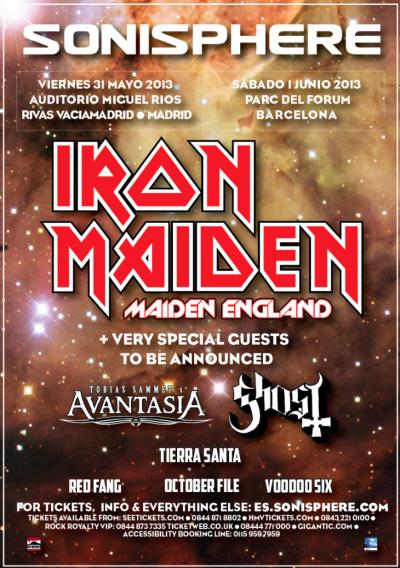 SONISPHERE
VIERNES 31 MAYO 2013
AUDITORIO MIGUEL RIOS
RIVAS VACIAMADRID • MADRID
SÁBADO 1 JUNIO 2013
PARC DEL FORUM
BARCELONA
IRON
MAIDEN
MAIDEN ENGLAND
+ VERY SPECIAL GUESTS
TO BE ANNOUNCED
TOBIAS SAMMET'S
AVANTASIA
Ghost
TIERRA SANTA
RED FANG
OCTOBER FILE
VOODOO SIX
FOR TICKETS, INFO & EVERYTHING ELSE: ES.SONISPHERE.COM
TICKETS AVAILABLE FROM: SEETICKETS.COM • 0844 871 8802 • HMVTICKETS.COM • 0843 221 0100 •
ROCK ROYALTY VIP: 0844 873 7335 TICKETWEB.CO.UK • 08444 771 000 • GIGANTIC.COM •
ACCESSIBILITY BOOKING LINE: 0115 959 7959